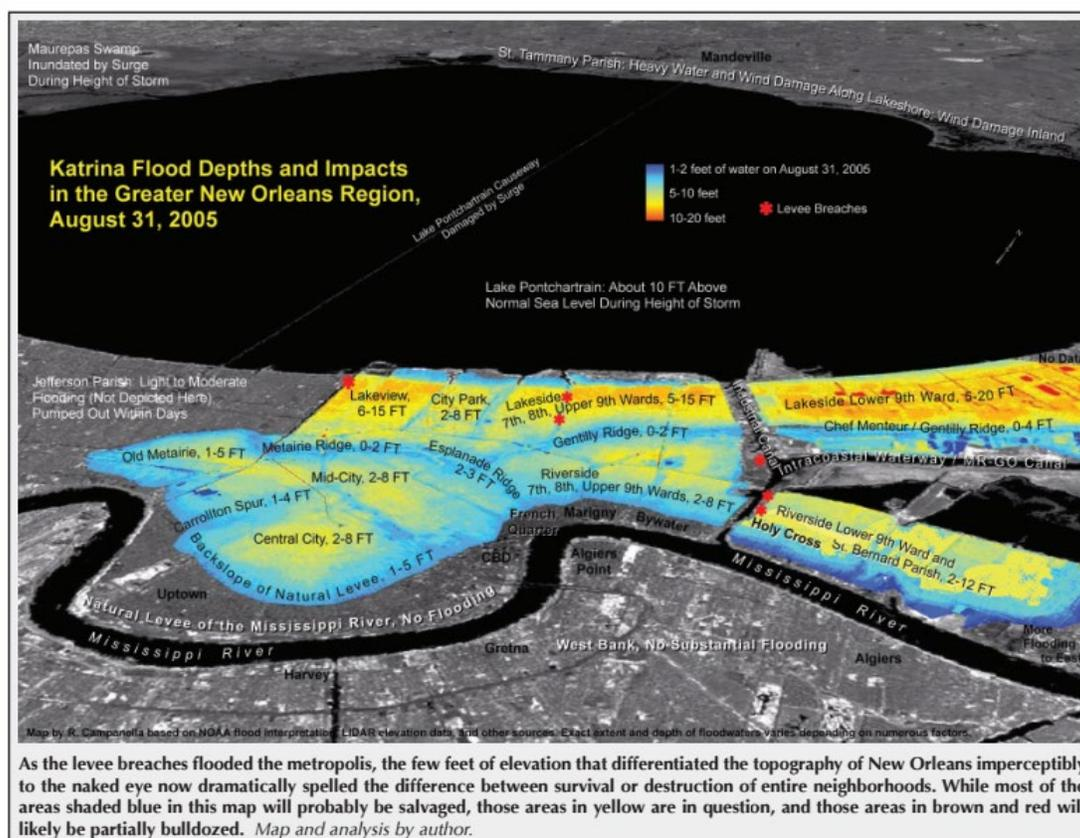 Maurepas Swamp
Inundated by Surge
During Height of Storm
Mandeville
St. Tammany Parish: Heavy Water and Wind Damage Along Lakeshore; Wind Damage Inland
Katrina Flood Depths and Impacts
in the Greater New Orleans Region,
August 31, 2005
Lake Pontchartrain Causeway
Damaged by Surge
1-2 feet of water on August 31, 2005
5-10 feet
10-20 feet
Levee Breaches
Lake Pontchartrain: About 10 FT Above
Normal Sea Level During Height of Storm
Jefferson Parish: Light to Moderate
Flooding (Not Depicted Here)
Pumped Out Within Days
No Data
Lakeview,
6-15 FT
City Park,
2-8 FT
Lakeside
7th, 8th, Upper 9th Wards, 5-15 FT
Industrial Canal
Lakeside Lower 9th Ward, 5-20 FT
Chef Menteur / Gentilly Ridge, 0-4 FT
Gentilly Ridge, 0-2 FT
Old Metairie, 1-5 FT
Metairie Ridge, 0-2 FT
Esplanade Ridge
2-3 FT
Intracoastal Waterway / MR-GO Canal
Mid-City, 2-8 FT
Riverside
7th, 8th, Upper 9th Wards, 2-8 FT
Carrollton Spur, 1-4 FT
French
Quarter
Marigny
Bywater
Riverside Lower 9th Ward and
St. Bernard Parish, 2-12 FT
Holy Cross
Central City, 2-8 FT
Backslope of Natural Levee, 1-5 FT
CBD
Algiers
Point
Mississippi River
Uptown
Natural Levee of the Mississippi River, No Flooding
Mississippi River
Gretna
West Bank, No Substantial Flooding
Algiers
More
Flooding
to East
Harvey
Map by R. Campanella based on NOAA flood interpretation, LIDAR elevation data, and other sources. Exact extent and depth of floodwaters varies depending on numerous factors.
As the levee breaches flooded the metropolis, the few feet of elevation that differentiated the topography of New Orleans imperceptibly
to the naked eye now dramatically spelled the difference between survival or destruction of entire neighborhoods. While most of the
areas shaded blue in this map will probably be salvaged, those areas in yellow are in question, and those areas in brown and red wil
likely be partially bulldozed. Map and analysis by author.